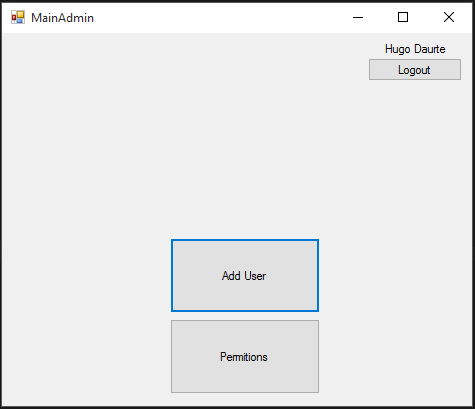 MainAdmin
Hugo Daurte
Logout
Add User
Permitions